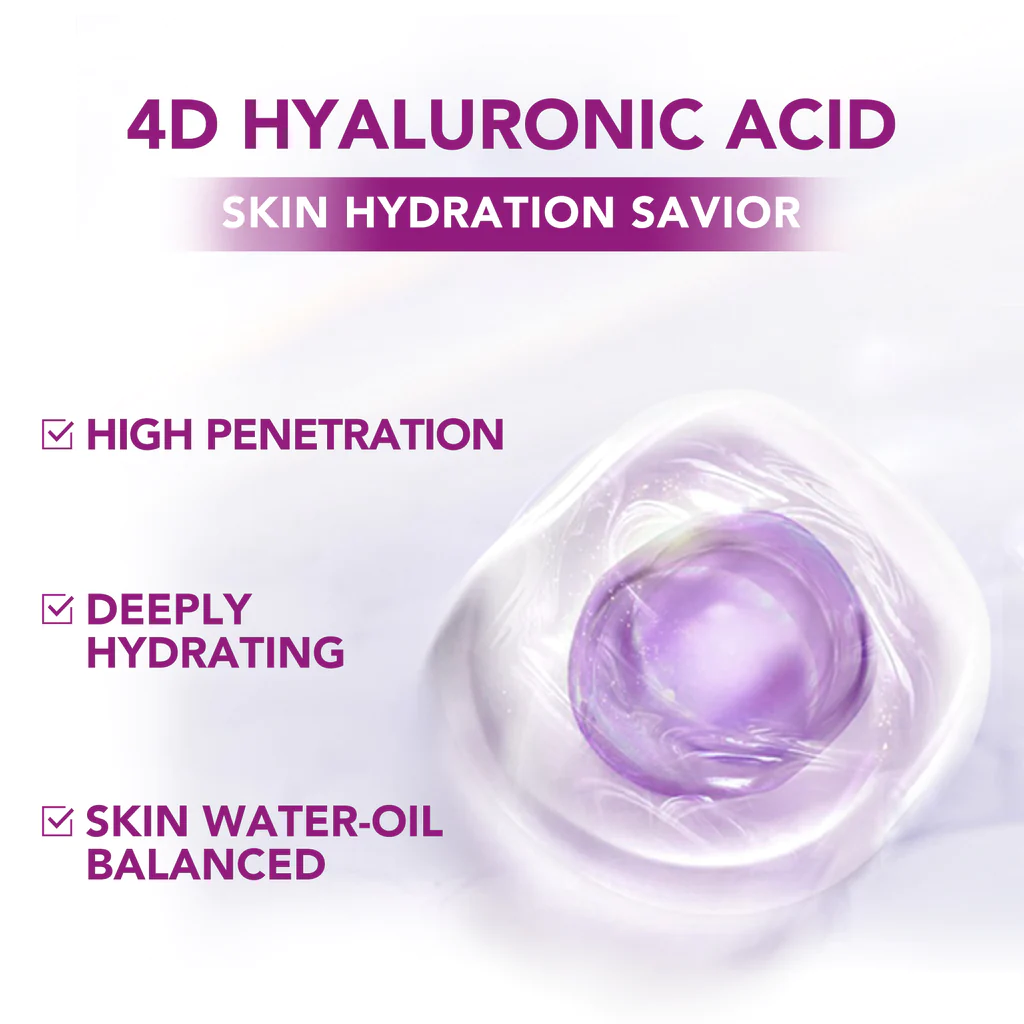 4D HYALURONIC ACID
SKIN HYDRATION SAVIOR
HIGH PENETRATION
DEEPLY
HYDRATING
SKIN WATER-OIL
BALANCED